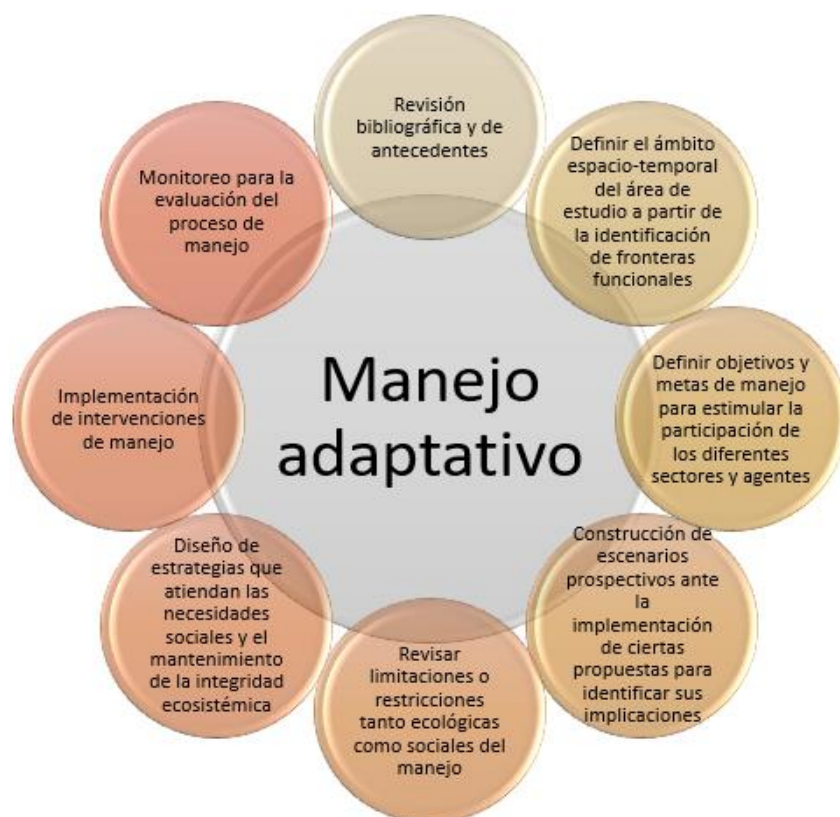 Manejo
adaptativo
Revisión
bibliográfica y de
antecedentes
Definir el ámbito
espacio-temporal
del área de
estudio a partir de
la identificación
de fronteras
funcionales
Definir objetivos y
metas de manejo
para estimular la
participación de
los diferentes
sectores y agentes
Construcción de
escenarios
prospectivos ante
la
implementación
de ciertas
propuestas para
identificar sus
implicaciones
Revisar
limitaciones o
restricciones
tanto ecológicas
como sociales del
manejo
Diseño de
estrategias que
atiendan las
necesidades
sociales y el
mantenimiento
de la integridad
ecosistémica
Implementación
de intervenciones
de manejo
Monitoreo para la
evaluación del
proceso de
manejo